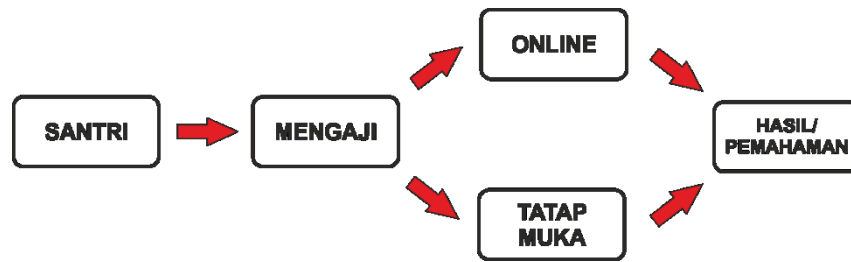 SANTRI
MENGAJI
ONLINE
TATAP
MUKA
HASIL/
PEMAHAMAN